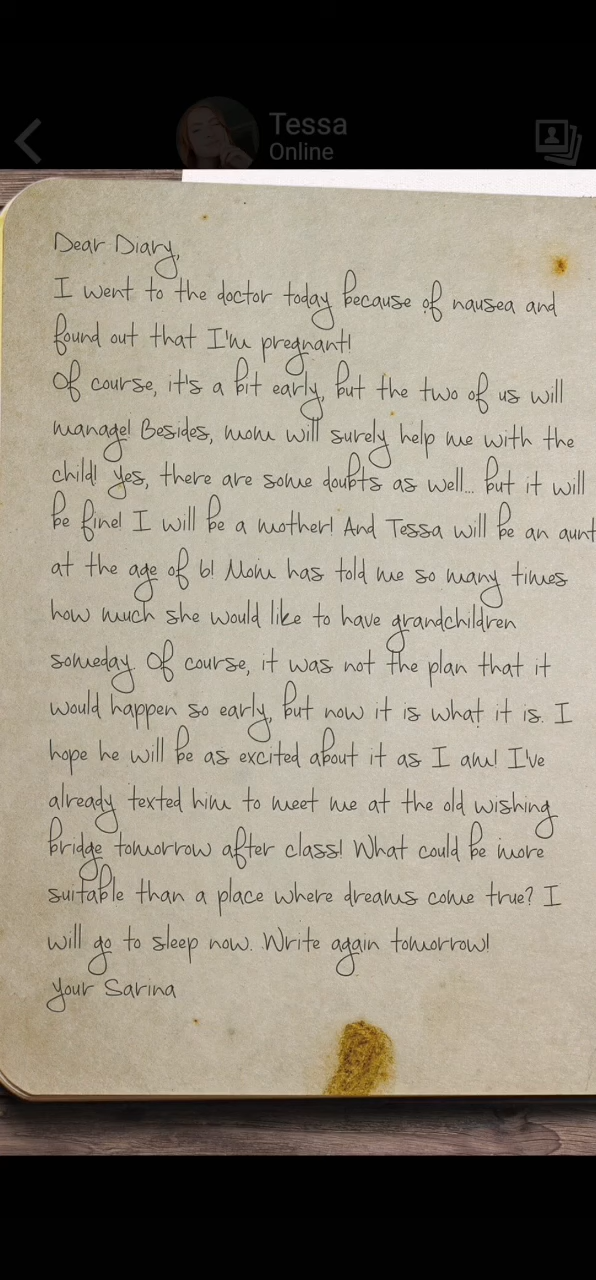 Tessa
Online
Dear Diary,
I went to the doctor today because of nausea and
found out that I'm pregnant!
Of course, it's a bit early, but the two of us will
manage! Besides, mom will surely help me with the
child! Yes, there are some doubts as well... but it will
be fine! I will be a mother! And Tessa will be an aunt
at the age of 6! Mom has told me so many times
how much she would like to have grandchildren
someday. Of course, it was not the plan that it
would happen so early, but now it is what it is. I
hope he will be as excited about it as I am! I've
already texted him to meet me at the old wishing
bridge tomorrow after class! What could be more
suitable than a place where dreams come true? I
will go to sleep now. Write again tomorrow!
Your Sarina